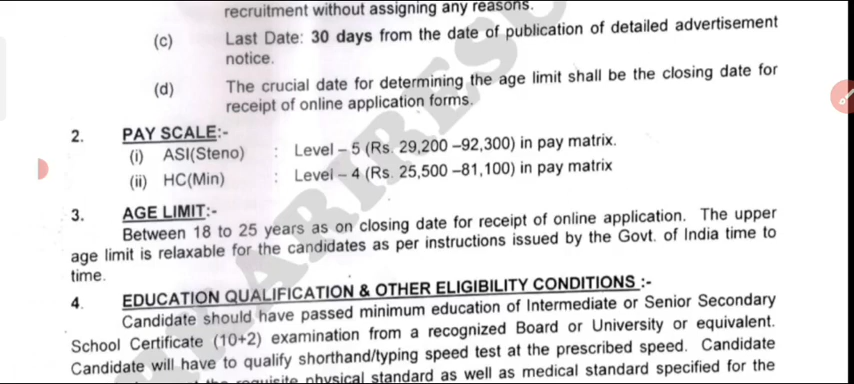 recruitment without assigning any reasons.
(c) Last Date: 30 days from the date of publication of detailed advertisement
notice.
(d) The crucial date for determining the age limit shall be the closing date for
receipt of online application forms.
2. PAY SCALE:-
(i) ASI(Steno) : Level – 5 (Rs. 29,200 –92,300) in pay matrix.
(ii) HC(Min) : Level – 4 (Rs. 25,500 –81,100) in pay matrix
3. AGE LIMIT:-
Between 18 to 25 years as on closing date for receipt of online application. The upper
age limit is relaxable for the candidates as per instructions issued by the Govt. of India time to
time.
4. EDUCATION QUALIFICATION & OTHER ELIGIBILITY CONDITIONS :-
Candidate should have passed minimum education of Intermediate or Senior Secondary
School Certificate (10+2) examination from a recognized Board or University or equivalent.
Candidate will have to qualify shorthand/typing speed test at the prescribed speed. Candidate
the requisite physical standard as well as medical standard specified for the